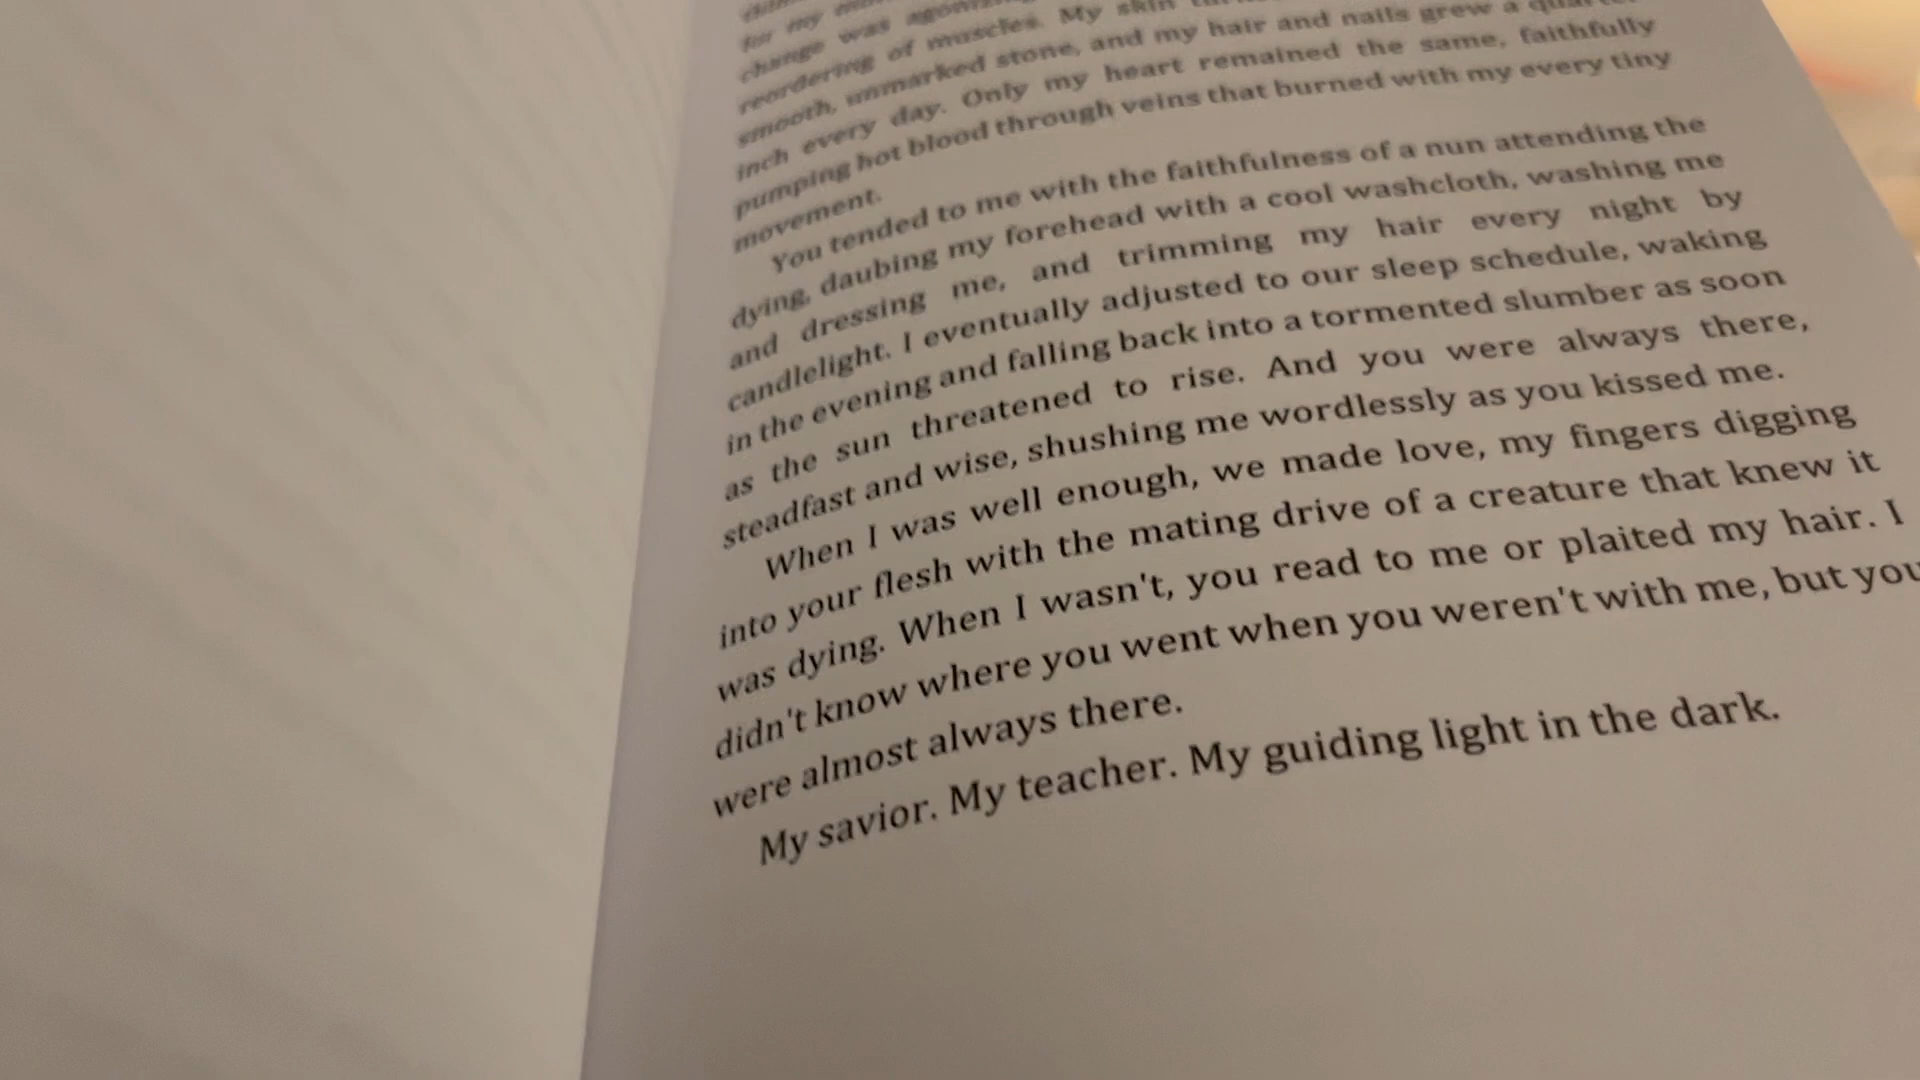 for my
change was agonizing
reordering of muscles. My skin
smooth, unmarked stone, and my hair and nails grew a quarter
inch every day. Only my heart remained the same, faithfully
pumping hot blood through veins that burned with my every tiny
movement.
You tended to me with the faithfulness of a nun attending the
dying, daubing my forehead with a cool washcloth, washing me
and dressing me, and trimming my hair every night by
candlelight. I eventually adjusted to our sleep schedule, waking
in the evening and falling back into a tormented slumber as soon
as the sun threatened to rise. And you were always there,
steadfast and wise, shushing me wordlessly as you kissed me.
When I was well enough, we made love, my fingers digging
into your flesh with the mating drive of a creature that knew it
was dying. When I wasn't, you read to me or plaited my hair. I
didn't know where you went when you weren't with me, but you
were almost always there.
My savior. My teacher. My guiding light in the dark.